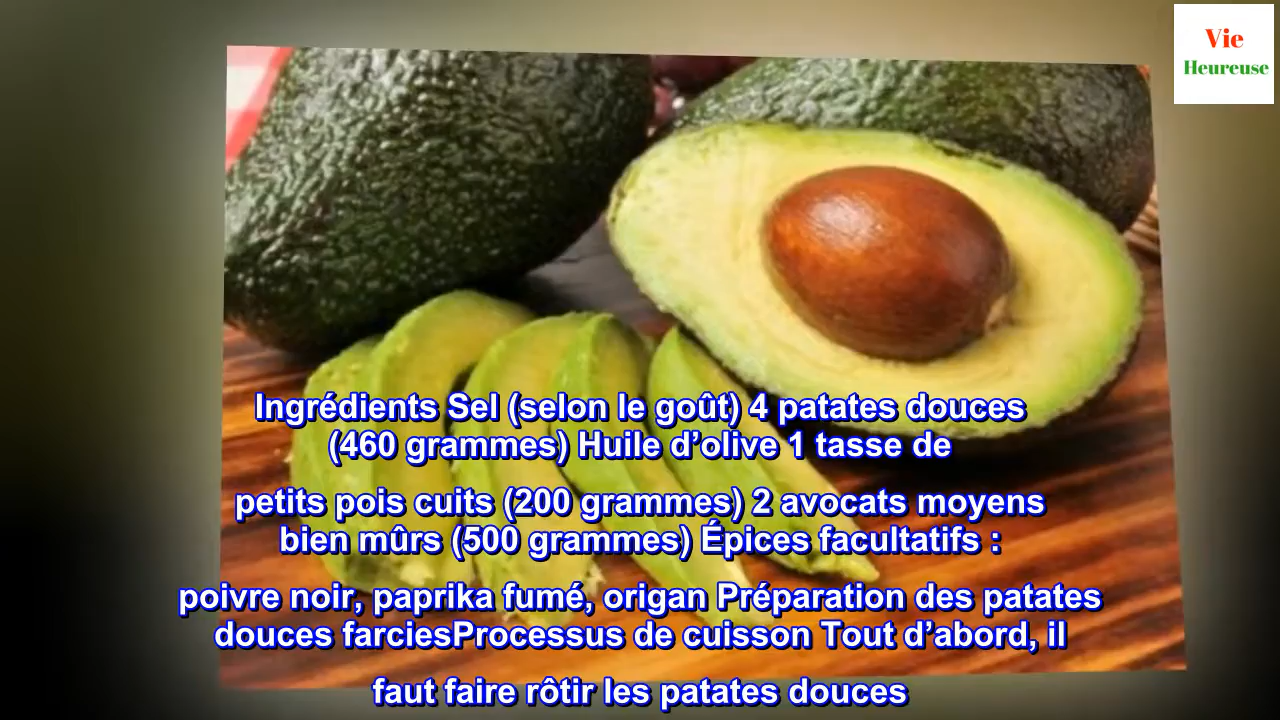 Vie
Heureuse
Ingrédients Sel (selon le goût) 4 patates douces
(460 grammes) Huile d’olive 1 tasse de
petits pois cuits (200 grammes) 2 avocats moyens
bien mûrs (500 grammes) Épices facultatifs :
poivre noir, paprika fumé, origan Préparation des patates
douces farciesProcessus de cuisson Tout d’abord, il
faut faire rôtir les patates douces